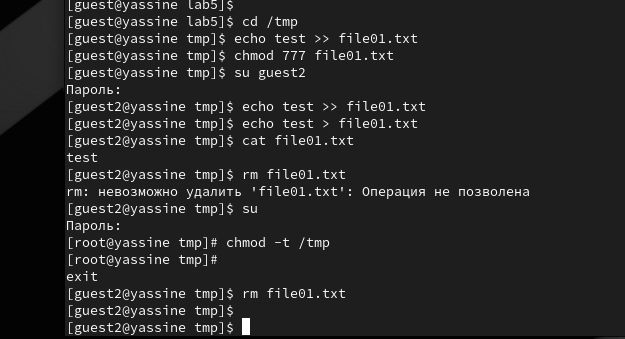 [guest@yassine lab5]$
[guest@yassine lab5]$ cd /tmp
[guest@yassine tmp]$ echo test >> file01.txt
[guest@yassine tmp]$ chmod 777 file01.txt
[guest@yassine tmp]$ su guest2
Пароль:
[guest2@yassine tmp]$ echo test >> file01.txt
[guest2@yassine tmp]$ echo test > file01.txt
[guest2@yassine tmp]$ cat file01.txt
test
[guest2@yassine tmp]$ rm file01.txt
rm: невозможно удалить 'file01.txt': Операция не позволена
[guest2@yassine tmp]$ su
Пароль:
[root@yassine tmp]# chmod -t /tmp
[root@yassine tmp]#
exit
[guest2@yassine tmp]$ rm file01.txt
[guest2@yassine tmp]$
[guest2@yassine tmp]$